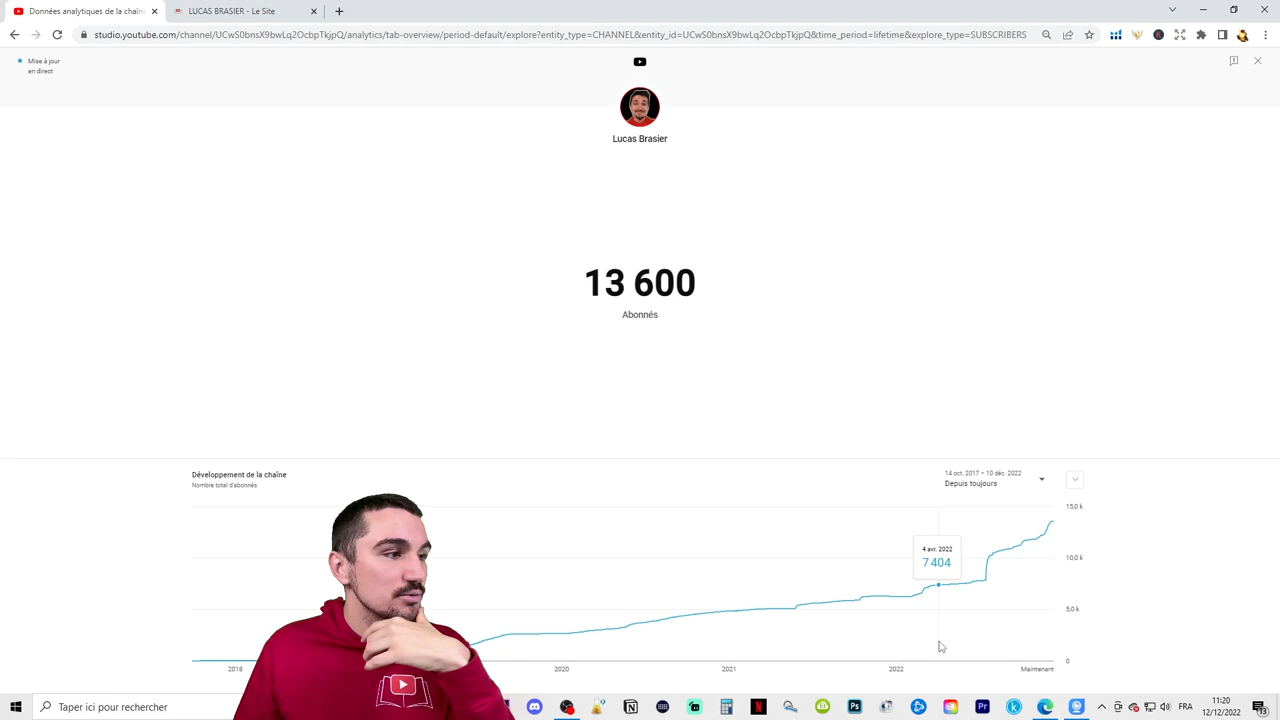 Données analytiques de la chaîn
LUCAS BRASIER - Le Site
studio.youtube.com/channel/UCwS0bnsX9bwLq2OcbpTkjpQ/analytics/tab-overview/period-default/explore?entity_type=CHANNEL&entity_id=UCwS0bnsX9bwLq2OcbpTkjpQ&time_period=lifetime&explore_type=SUBSCRIBERS
Mise à jour
en direct
Lucas Brasier
13 600
Abonnés
Développement de la chaîne
Nombre total d'abonnés
14 oct. 2017 – 10 déc. 2022
Depuis toujours
15,0 k
4 avr. 2022
7 404
10,0 k
5,0 k
0
2018
2020
2021
2022
Maintenant
Taper ici pour rechercher
FRA
11:20
12/12/2022